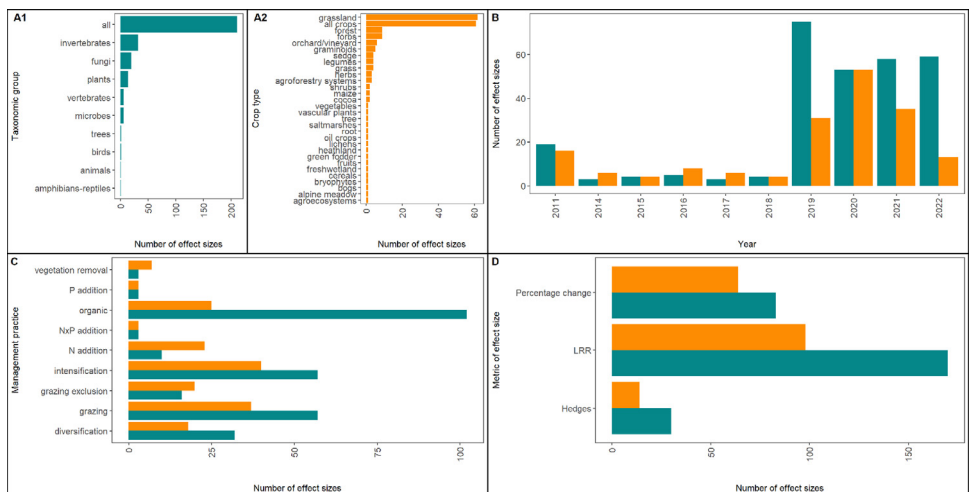 A1
Taxonomic group
all
invertebrates
fungi
plants
vertebrates
microbes
trees
birds
animals
amphibians-reptiles
0
50
100
150
200
Number of effect sizes
A2
Crop type
grassland
all crops
forest
forbs
orchard/vineyard
graminoids
sedge
legumes
grass
herbs
agroforestry systems
shrubs
maize
cocoa
vegetables
vascular plants
tree
saltmarshes
root
oil crops
lichens
heathland
green fodder
fruits
freshwetland
cereals
bryophytes
bogs
alpine meadow
agroecosystems
0
20
40
60
Number of effect sizes
B
Number of effect sizes
60
40
20
0
2011
2014
2015
2016
2017
2018
2019
2020
2021
2022
Year
C
Management practice
vegetation removal
P addition
organic
NxP addition
N addition
intensification
grazing exclusion
grazing
diversification
0
25
50
75
100
Number of effect sizes
D
Metric of effect size
Percentage change
LRR
Hedges
0
50
100
150
Number of effect sizes